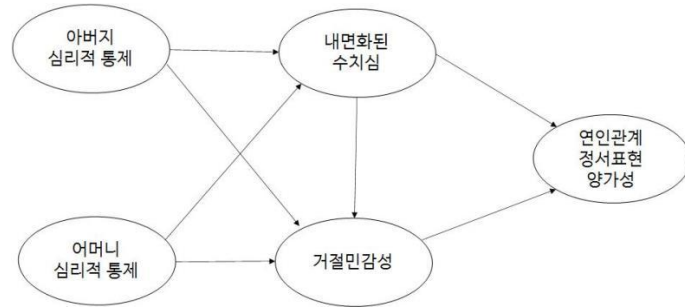 아버지
심리적 통제
내면화된
수치심
연인관계
정서표현
양가성
어머니
심리적 통제
거절민감성